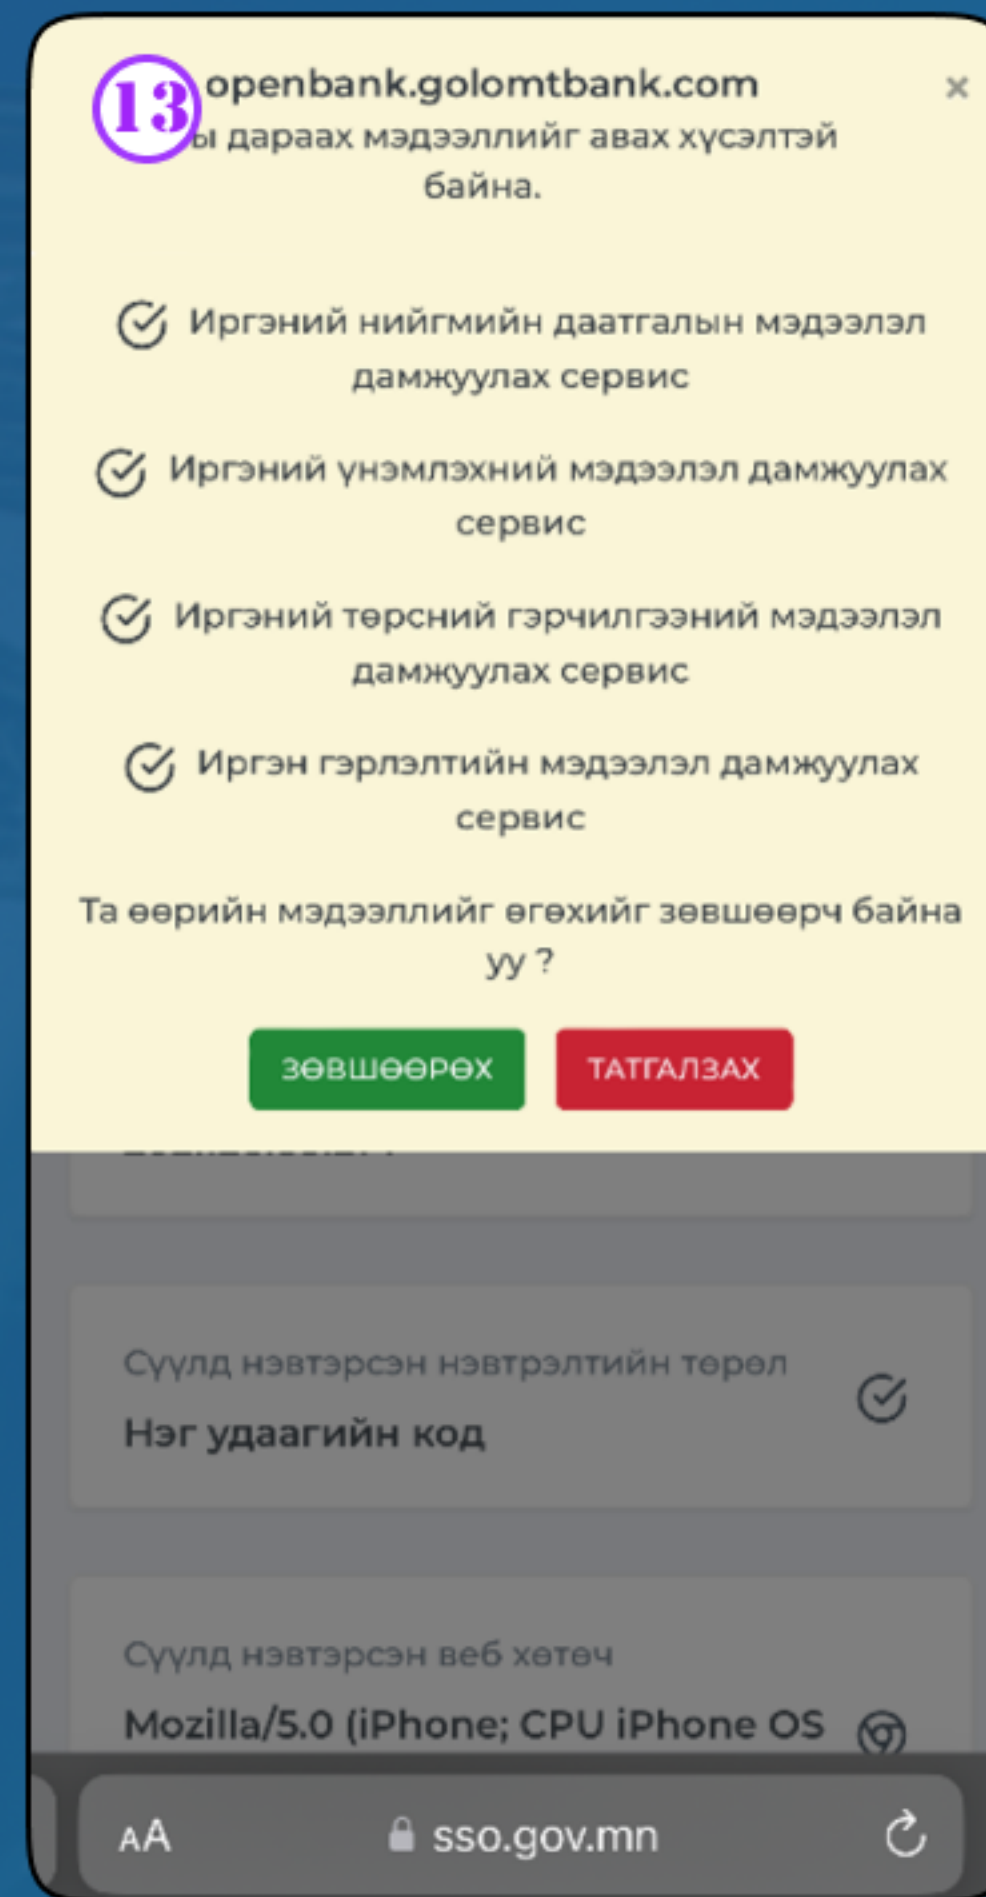 13
openbank.golomtbank.com
×
дараах мэдээллийг авах хүсэлтэй
байна.
Иргэний нийгмийн даатгалын мэдээлэл
дамжуулах сервис
Иргэний үнэмлэхний мэдээлэл дамжуулах
сервис
Иргэний төрсний гэрчилгээний мэдээлэл
дамжуулах сервис
Иргэн гэрлэлтийн мэдээлэл дамжуулах
сервис
Та өөрийн мэдээллийг өгөхийг зөвшөөрч байна
уу ?
ЗӨВШӨӨРӨХ ТАТГАЛЗАХ
Сүүлд нэвтэрсэн нэвтрэлтийн төрөл
Нэг удаагийн код
Сүүлд нэвтэрсэн веб хөтөч
Mozilla/5.0 (iPhone; CPU iPhone OS
AA sso.gov.mn